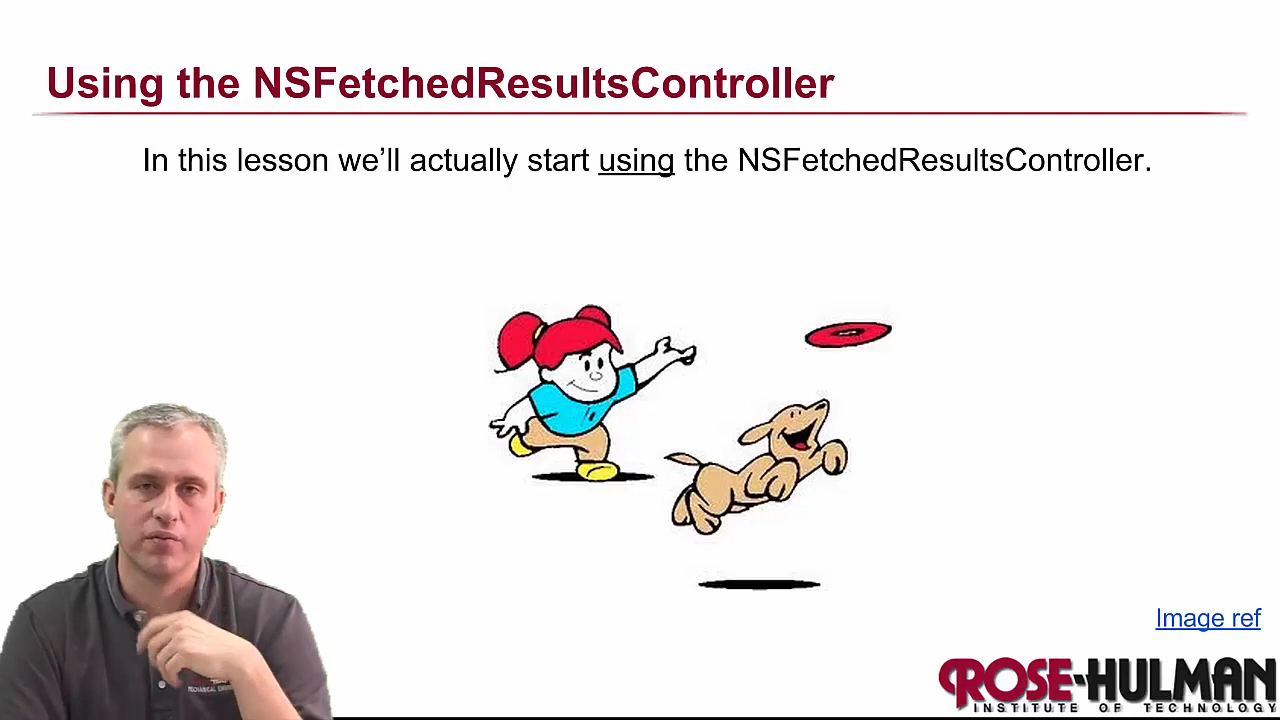 Using the NSFetchedResultsController
In this lesson we'll actually start using the NSFetchedResultsController.
Image ref
ROSE-HULMAN
INSTITUTE OF TECHNOLOGY